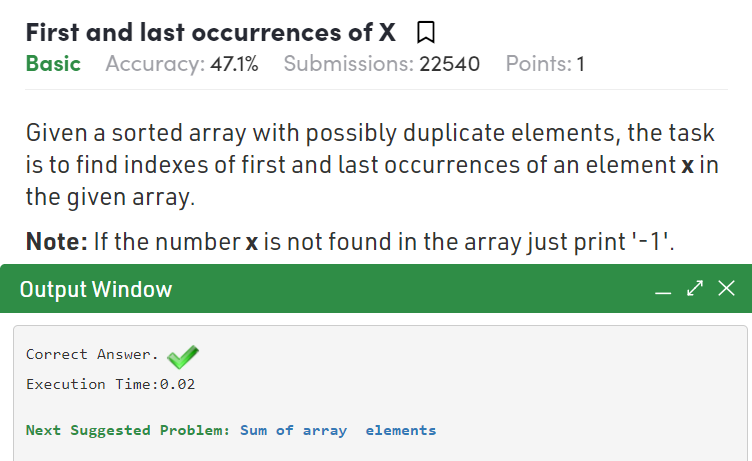 First and last occurrences of X
Basic Accuracy: 47.1% Submissions: 22540 Points: 1
Given a sorted array with possibly duplicate elements, the task
is to find indexes of first and last occurrences of an element x in
the given array.
Note: If the number x is not found in the array just print '-1'.
Output Window
Correct Answer.
Execution Time:0.02
Next Suggested Problem: Sum of array elements